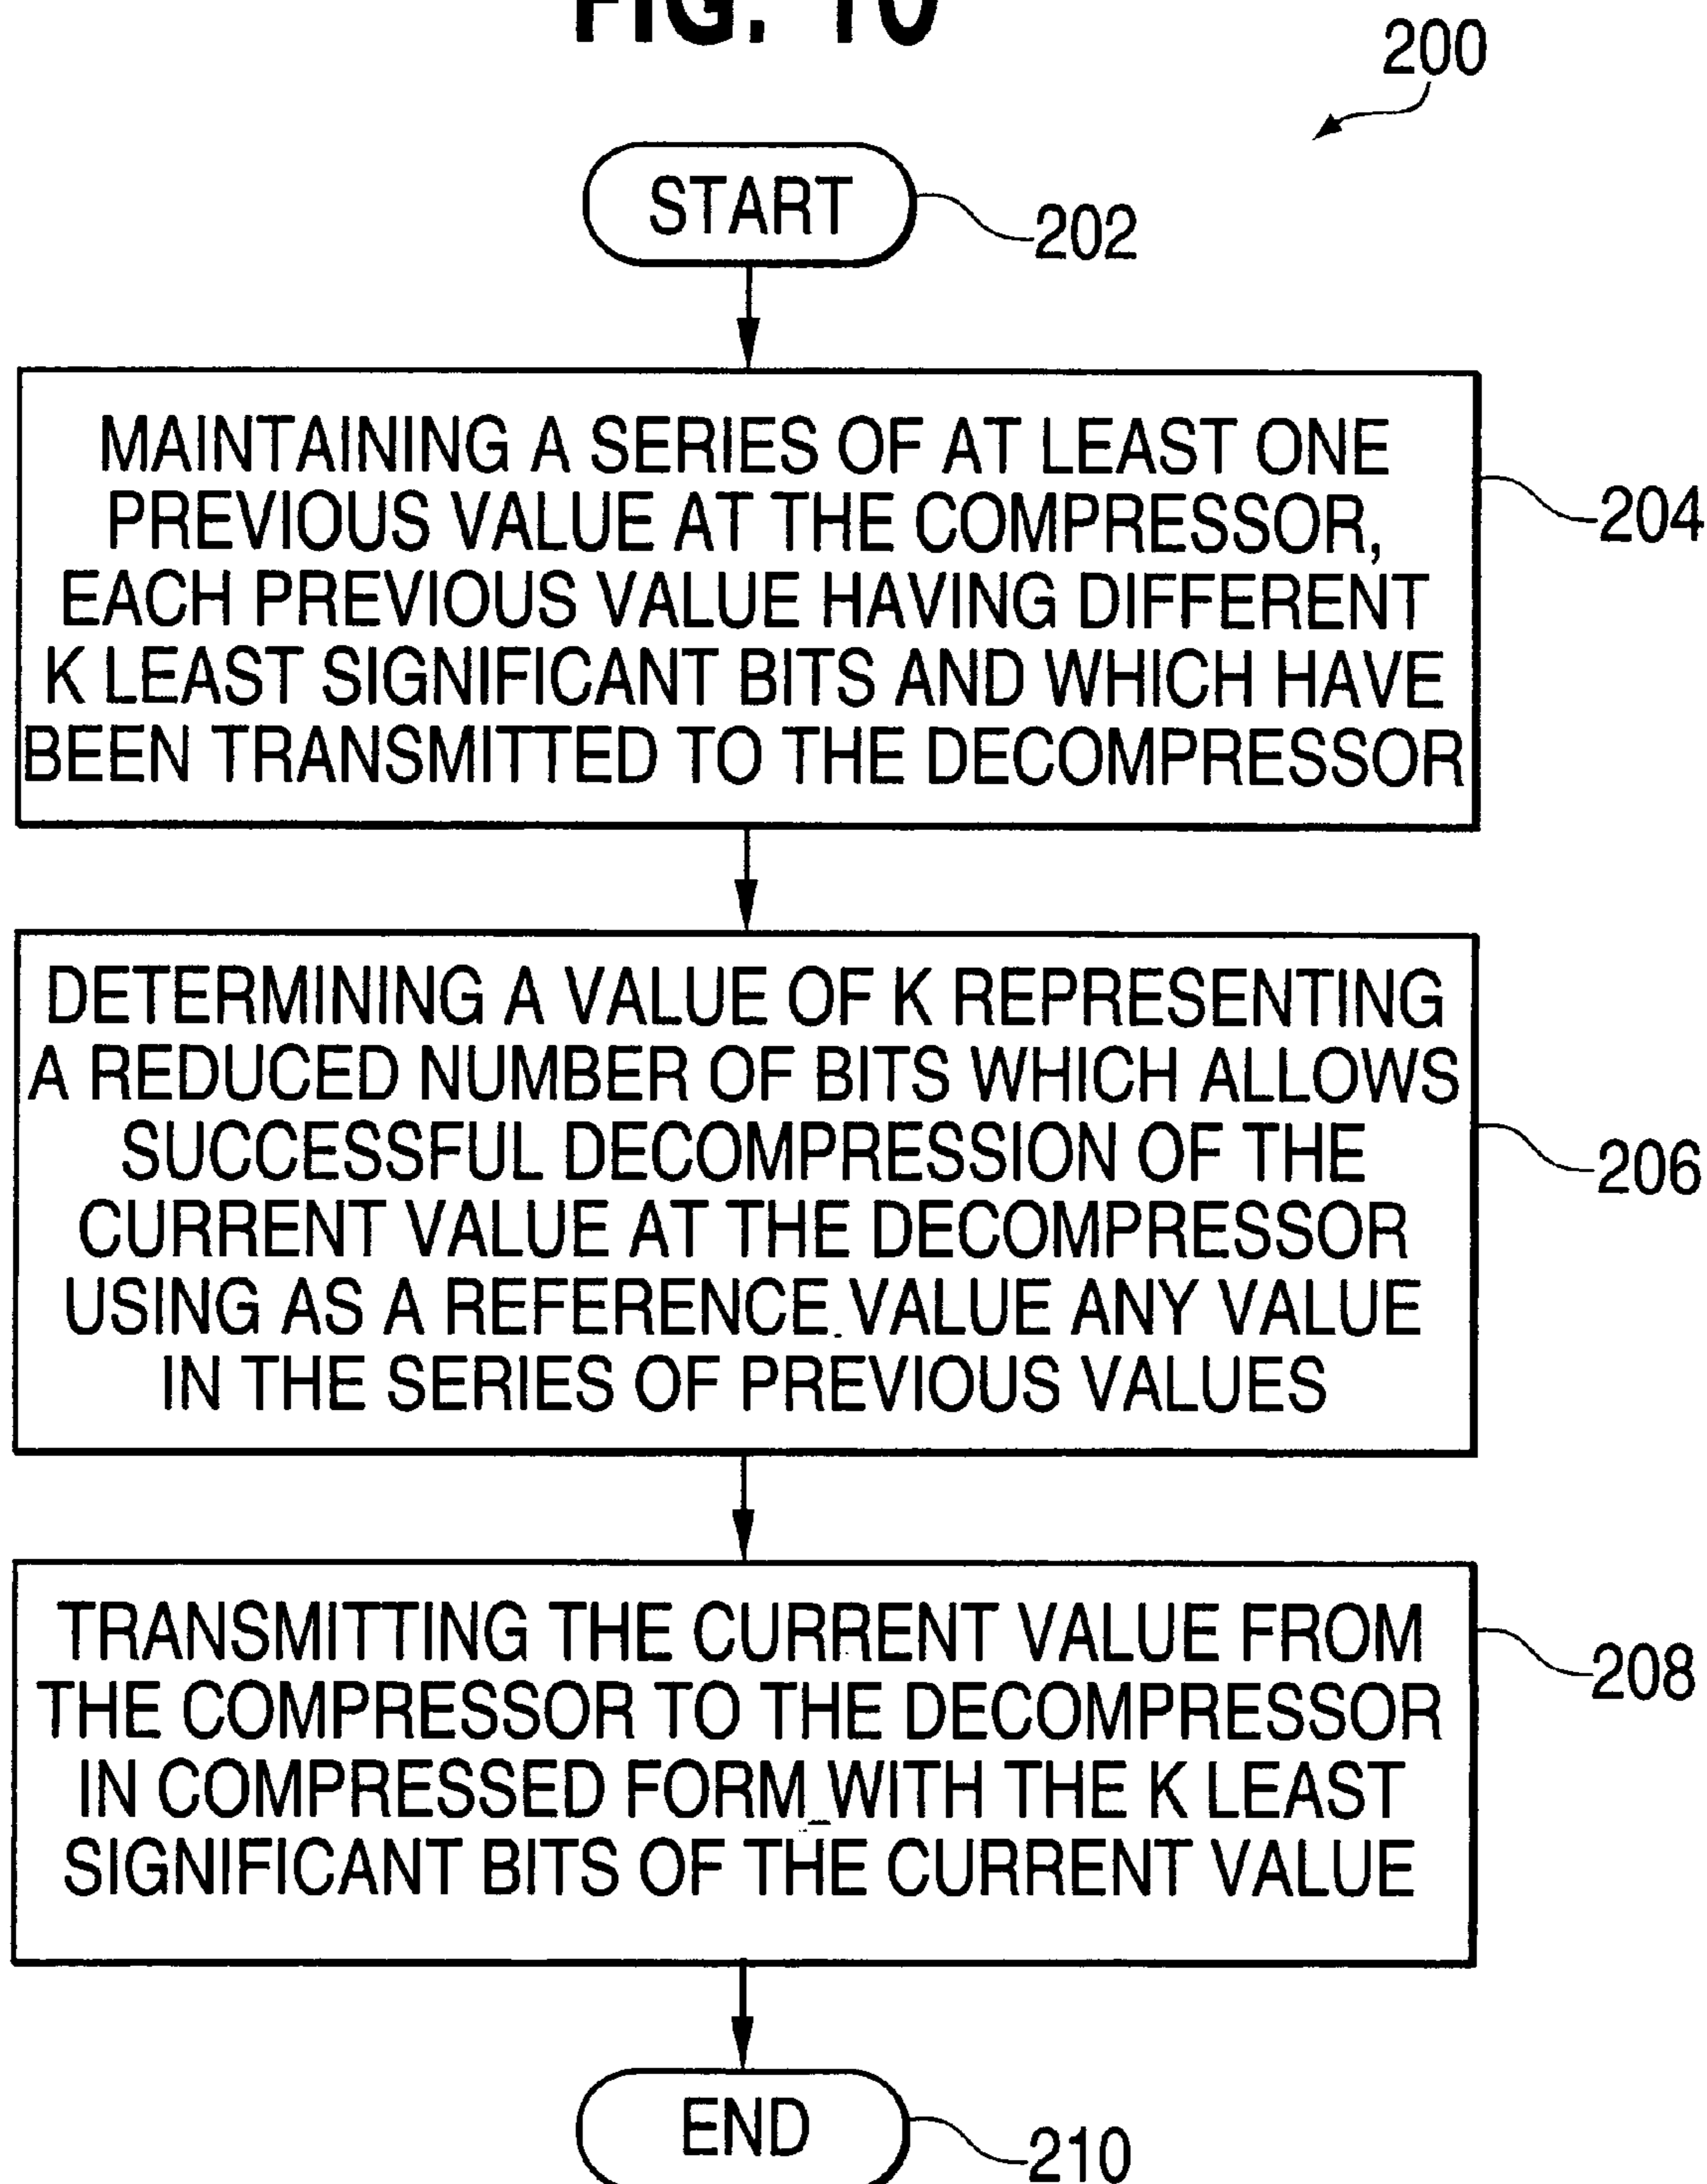 FIG. 10
200
START
202
MAINTAINING A SERIES OF AT LEAST ONE
PREVIOUS VALUE AT THE COMPRESSOR,
EACH PREVIOUS VALUE HAVING DIFFERENT
K LEAST SIGNIFICANT BITS AND WHICH HAVE
BEEN TRANSMITTED TO THE DECOMPRESSOR
204
DETERMINING A VALUE OF K REPRESENTING
A REDUCED NUMBER OF BITS WHICH ALLOWS
SUCCESSFUL DECOMPRESSION OF THE
CURRENT VALUE AT THE DECOMPRESSOR
USING AS A REFERENCE VALUE ANY VALUE
IN THE SERIES OF PREVIOUS VALUES
206
TRANSMITTING THE CURRENT VALUE FROM
THE COMPRESSOR TO THE DECOMPRESSOR
IN COMPRESSED FORM WITH THE K LEAST
SIGNIFICANT BITS OF THE CURRENT VALUE
208
END
210